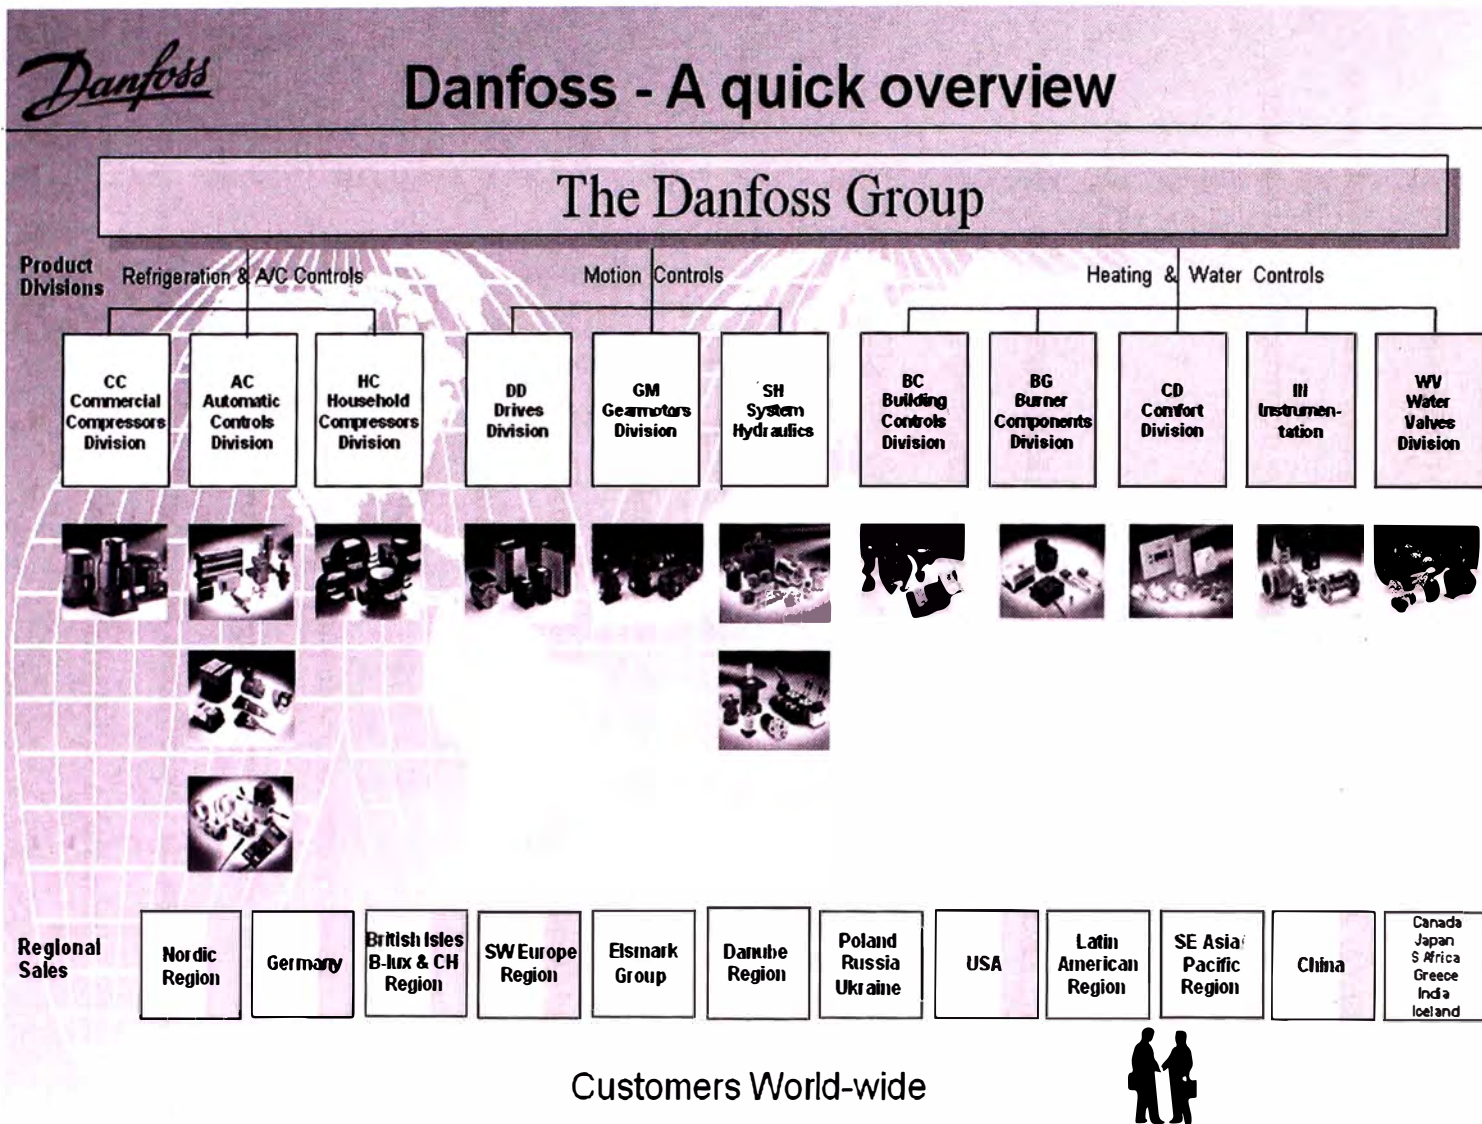 Danfoss
Danfoss - A quick overview
The Danfoss Group
Product
Divisions
Refrigeration & A/C Controls
Motion Controls
Heating & Water Controls
CC
Commercial
Compressors
Division
AC
Automatic
Controls
Division
HC
Household
Compressors
Division
DD
Drives
Division
GM
Gearmotors
Division
SH
System
Hydraulics
BC
Building
Controls
Division
BG
Burner
Components
Division
CD
Comfort
Division
Instrumen-
tation
WV
Water
Valves
Division
Regional
Sales
Nordic
Region
Germany
British Isles
B-lux & CH
Region
SW Europe
Region
Elsmark
Group
Danube
Region
Poland
Russia
Ukraine
USA
Latin
American
Region
SE Asia
Pacific
Region
China
Canada
Japan
S Africa
Greece
India
Iceland
Customers World-wide